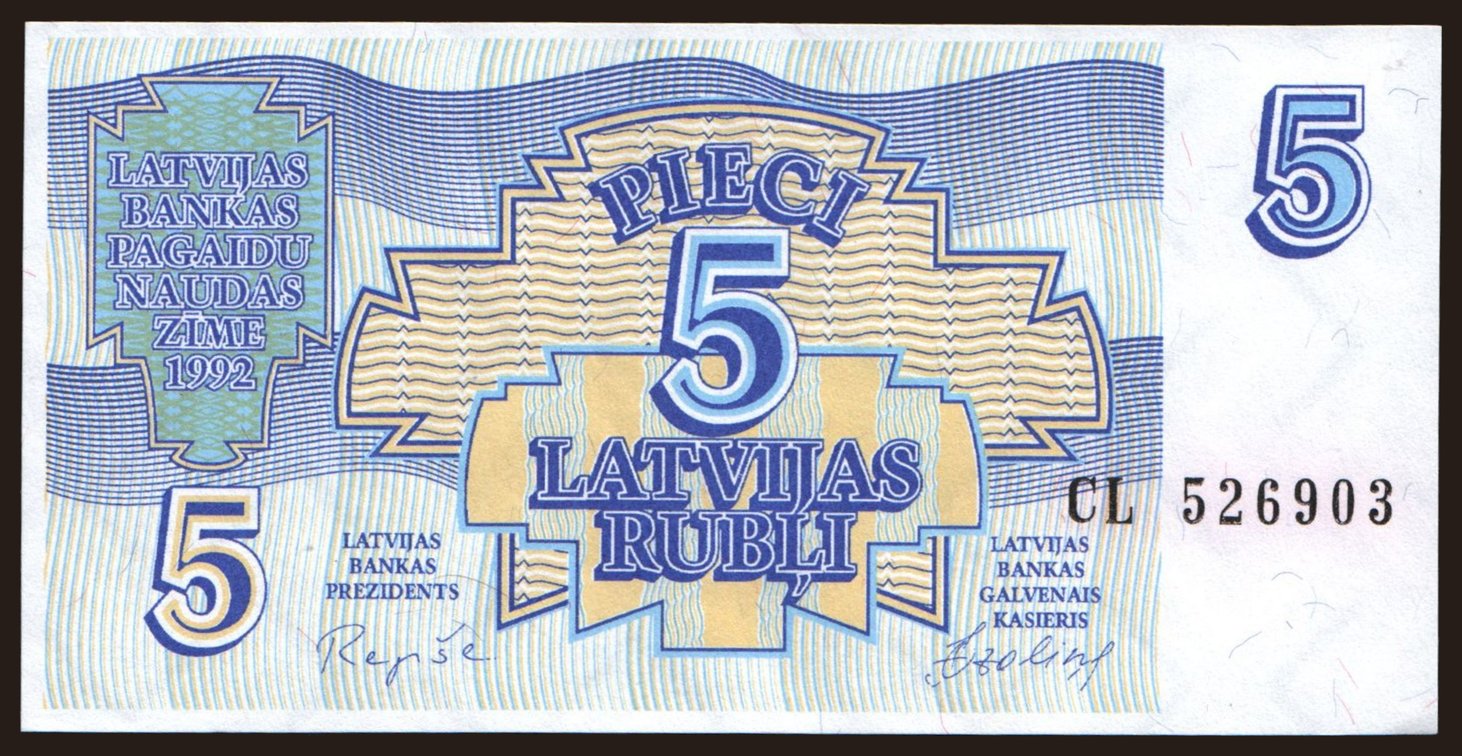 LATVIJAS
BANKAS
PAGAIDU
NAUDAS
ZĪME
1992
PIECI
5
LATVIJAS
RUBĻI
5
5
CL 526903
LATVIJAS
BANKAS
PREZIDENTS
Repše
LATVIJAS
BANKAS
GALVENAIS
KASIERIS